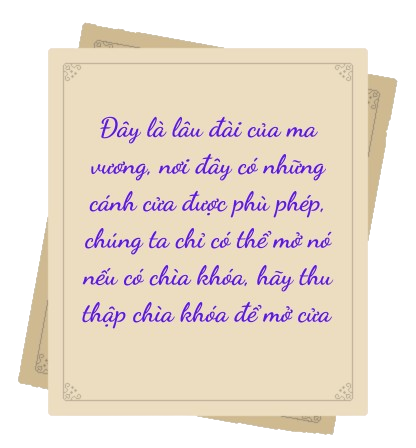 Đây là lâu đài của ma
vương, nơi đây có những
cánh cửa được phù phép,
chúng ta chỉ có thể mở nó
nếu có chìa khóa, hãy thu
thập chìa khóa để mở cửa